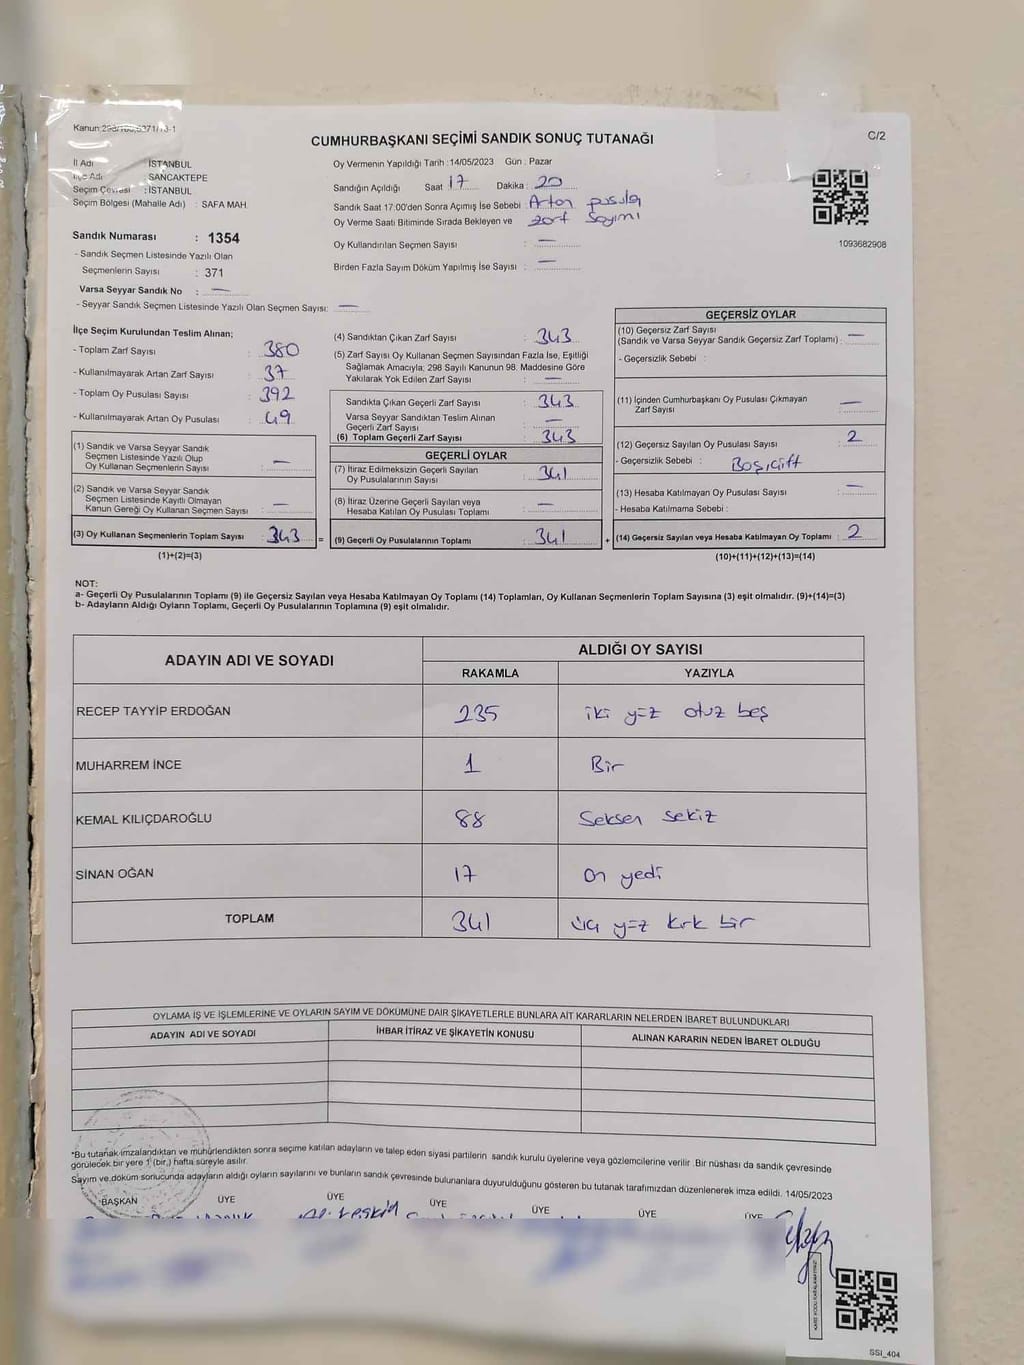 Kanun:298/105,6371/16-1
CUMHURBAŞKANI SEÇİMİ SANDIK SONUÇ TUTANAĞI
C/2
İl Adı : İSTANBUL
İlçe Adı : SANCAKTEPE
Seçim Çevresi : İSTANBUL
Seçim Bölgesi (Mahalle Adı) : SAFA MAH.
Oy Vermenin Yapıldığı Tarih : 14/05/2023 Gün : Pazar
Sandığın Açıldığı Saat 17 Dakika : 20
Sandık Saat 17:00'den Sonra Açımış İse Sebebi : Artan pusula
Oy Verme Saati Bitiminde Sırada Bekleyen ve zarf sayımı
Oy Kullandırılan Seçmen Sayısı : —
Birden Fazla Sayım Döküm Yapılmış İse Sayısı : —
1093682908
Sandık Numarası : 1354
- Sandık Seçmen Listesinde Yazılı Olan
Seçmenlerin Sayısı : 371
Varsa Seyyar Sandık No : —
- Seyyar Sandık Seçmen Listesinde Yazılı Olan Seçmen Sayısı: —
İlçe Seçim Kurulundan Teslim Alınan;
- Toplam Zarf Sayısı : 380
- Kullanılmayarak Artan Zarf Sayısı : 37
- Toplam Oy Pusulası Sayısı : 392
- Kullanılmayarak Artan Oy Pusulası : 49
(1) Sandık ve Varsa Seyyar Sandık
Seçmen Listesinde Yazılı Olup
Oy Kullanan Seçmenlerin Sayısı : —
(2) Sandık ve Varsa Seyyar Sandık
Seçmen Listesinde Kayıtlı Olmayan
Kanun Gereği Oy Kullanan Seçmen Sayısı : —
(3) Oy Kullanan Seçmenlerin Toplam Sayısı : 343 =
(1)+(2)=(3)
(4) Sandıktan Çıkan Zarf Sayısı : 343
(5) Zarf Sayısı Oy Kullanan Seçmen Sayısından Fazla İse, Eşitliği
Sağlamak Amacıyla; 298 Sayılı Kanunun 98. Maddesine Göre
Yakılarak Yok Edilen Zarf Sayısı : —
Sandıkta Çıkan Geçerli Zarf Sayısı : 343
Varsa Seyyar Sandıktan Teslim Alınan
Geçerli Zarf Sayısı : —
(6) Toplam Geçerli Zarf Sayısı : 343
GEÇERLİ OYLAR
(7) İtiraz Edilmeksizin Geçerli Sayılan
Oy Pusulalarının Sayısı : 341
(8) İtiraz Üzerine Geçerli Sayılan veya
Hesaba Katılan Oy Pusulası Toplamı : —
(9) Geçerli Oy Pusulalarının Toplamı : 341 +
GEÇERSİZ OYLAR
(10) Geçersiz Zarf Sayısı
(Sandık ve Varsa Seyyar Sandık Geçersiz Zarf Toplamı) : —
- Geçersizlik Sebebi :
(11) İçinden Cumhurbaşkanı Oy Pusulası Çıkmayan
Zarf Sayısı : —
(12) Geçersiz Sayılan Oy Pusulası Sayısı : 2
- Geçersizlik Sebebi : Boş,çift
(13) Hesaba Katılmayan Oy Pusulası Sayısı : —
- Hesaba Katılmama Sebebi :
(14) Geçersiz Sayılan veya Hesaba Katılmayan Oy Toplamı : 2
(10)+(11)+(12)+(13)=(14)
NOT:
a- Geçerli Oy Pusulalarının Toplamı (9) ile Geçersiz Sayılan veya Hesaba Katılmayan Oy Toplamı (14) Toplamları, Oy Kullanan Seçmenlerin Toplam Sayısına (3) eşit olmalıdır. (9)+(14)=(3)
b- Adayların Aldığı Oyların Toplamı, Geçerli Oy Pusulalarının Toplamına (9) eşit olmalıdır.
ADAYIN ADI VE SOYADI
ALDIĞI OY SAYISI
RAKAMLA YAZIYLA
RECEP TAYYİP ERDOĞAN 235 iki yüz otuz beş
MUHARREM İNCE 1 Bir
KEMAL KILIÇDAROĞLU 88 Seksen sekiz
SİNAN OĞAN 17 on yedi
TOPLAM 341 üç yüz kırk bir
OYLAMA İŞ VE İŞLEMLERİNE VE OYLARIN SAYIM VE DÖKÜMÜNE DAİR ŞİKAYETLERLE BUNLARA AİT KARARLARIN NELERDEN İBARET BULUNDUKLARI
ADAYIN ADI VE SOYADI İHBAR İTİRAZ VE ŞİKAYETİN KONUSU ALINAN KARARIN NEDEN İBARET OLDUĞU
*Bu tutanak imzalandıktan ve mühürlendikten sonra seçime katılan adayların ve talep eden siyasi partilerin sandık kurulu üyelerine veya gözlemcilerine verilir .Bir nüshası da sandık çevresinde
görülecek bir yere 1 (bir,) hafta süreyle asılır.
Sayım ve döküm sonucunda adayların aldığı oyların sayılarını ve bunların sandık çevresinde bulunanlara duyurulduğunu gösteren bu tutanak tarafımızdan düzenlenerek imza edildi. 14/05/2023
BAŞKAN ÜYE ÜYE ÜYE ÜYE ÜYE ÜYE
SSI_404